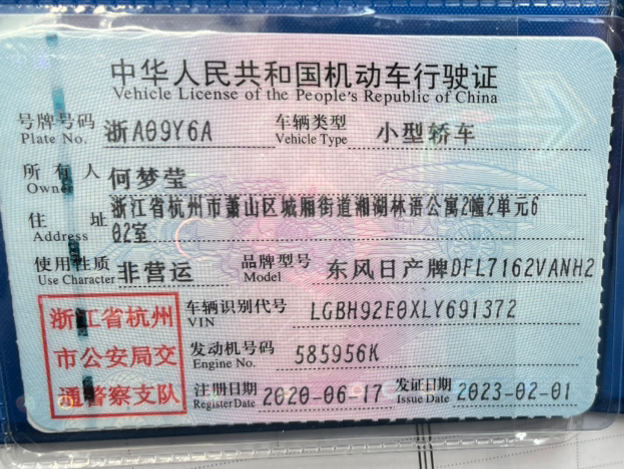 中华人民共和国机动车行驶证
Vehicle License of the People's Republic of China
号牌号码 浙A09Y6A 车辆类型 小型轿车
Plate No. Vehicle Type
所有人 何梦莹
Owner
住址 浙江省杭州市萧山区城厢街道湘湖林语公寓2幢2单元6
Address 02室
使用性质 非营运 品牌型号 东风日产牌DFL7162VANH2
Use Character Model
浙江省杭州 车辆识别代号 LGBH92E0XLY691372
VIN
市公安局交 发动机号码 585956K
Engine No.
通警察支队 注册日期 2020-06-17 发证日期 2023-02-01
Register Date Issue Date